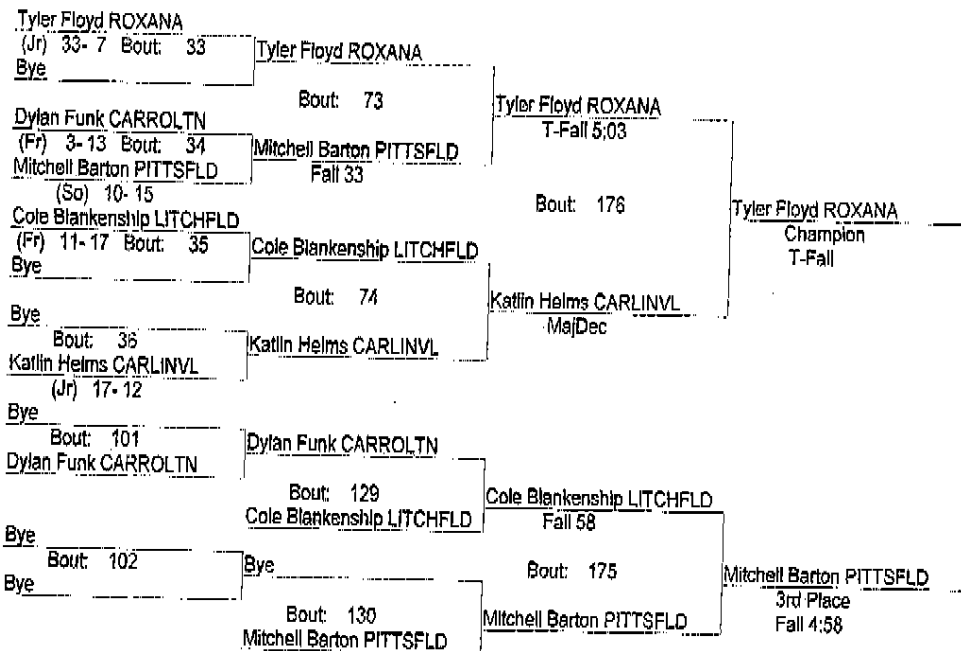 Tyler Floyd ROXANA
(Jr) 33- 7 Bout: 33
Bye
Tyler Floyd ROXANA
Bout: 73
Dylan Funk CARROLTN
(Fr) 3- 13 Bout: 34
Mitchell Barton PITTSFLD
(So) 10- 15
Mitchell Barton PITTSFLD
Fall 33
Tyler Floyd ROXANA
T-Fall 5;03
Bout: 176
Cole Blankenship LITCHFLD
(Fr) 11- 17 Bout: 35
Bye
Cole Blankenship LITCHFLD
Bout: 74
Bye
Bout: 36
Katlin Helms CARLINVL
(Jr) 17- 12
Katlin Helms CARLINVL
Katlin Helms CARLINVL
MajDec
Tyler Floyd ROXANA
Champion
T-Fall
Bye
Bout: 101
Dylan Funk CARROLTN
Dylan Funk CARROLTN
Bout: 129
Cole Blankenship LITCHFLD
Cole Blankenship LITCHFLD
Fall 58
Bout: 175
Bye
Bout: 102
Bye
Bye
Bout: 130
Mitchell Barton PITTSFLD
Mitchell Barton PITTSFLD
Mitchell Barton PITTSFLD
3rd Place
Fall 4:58